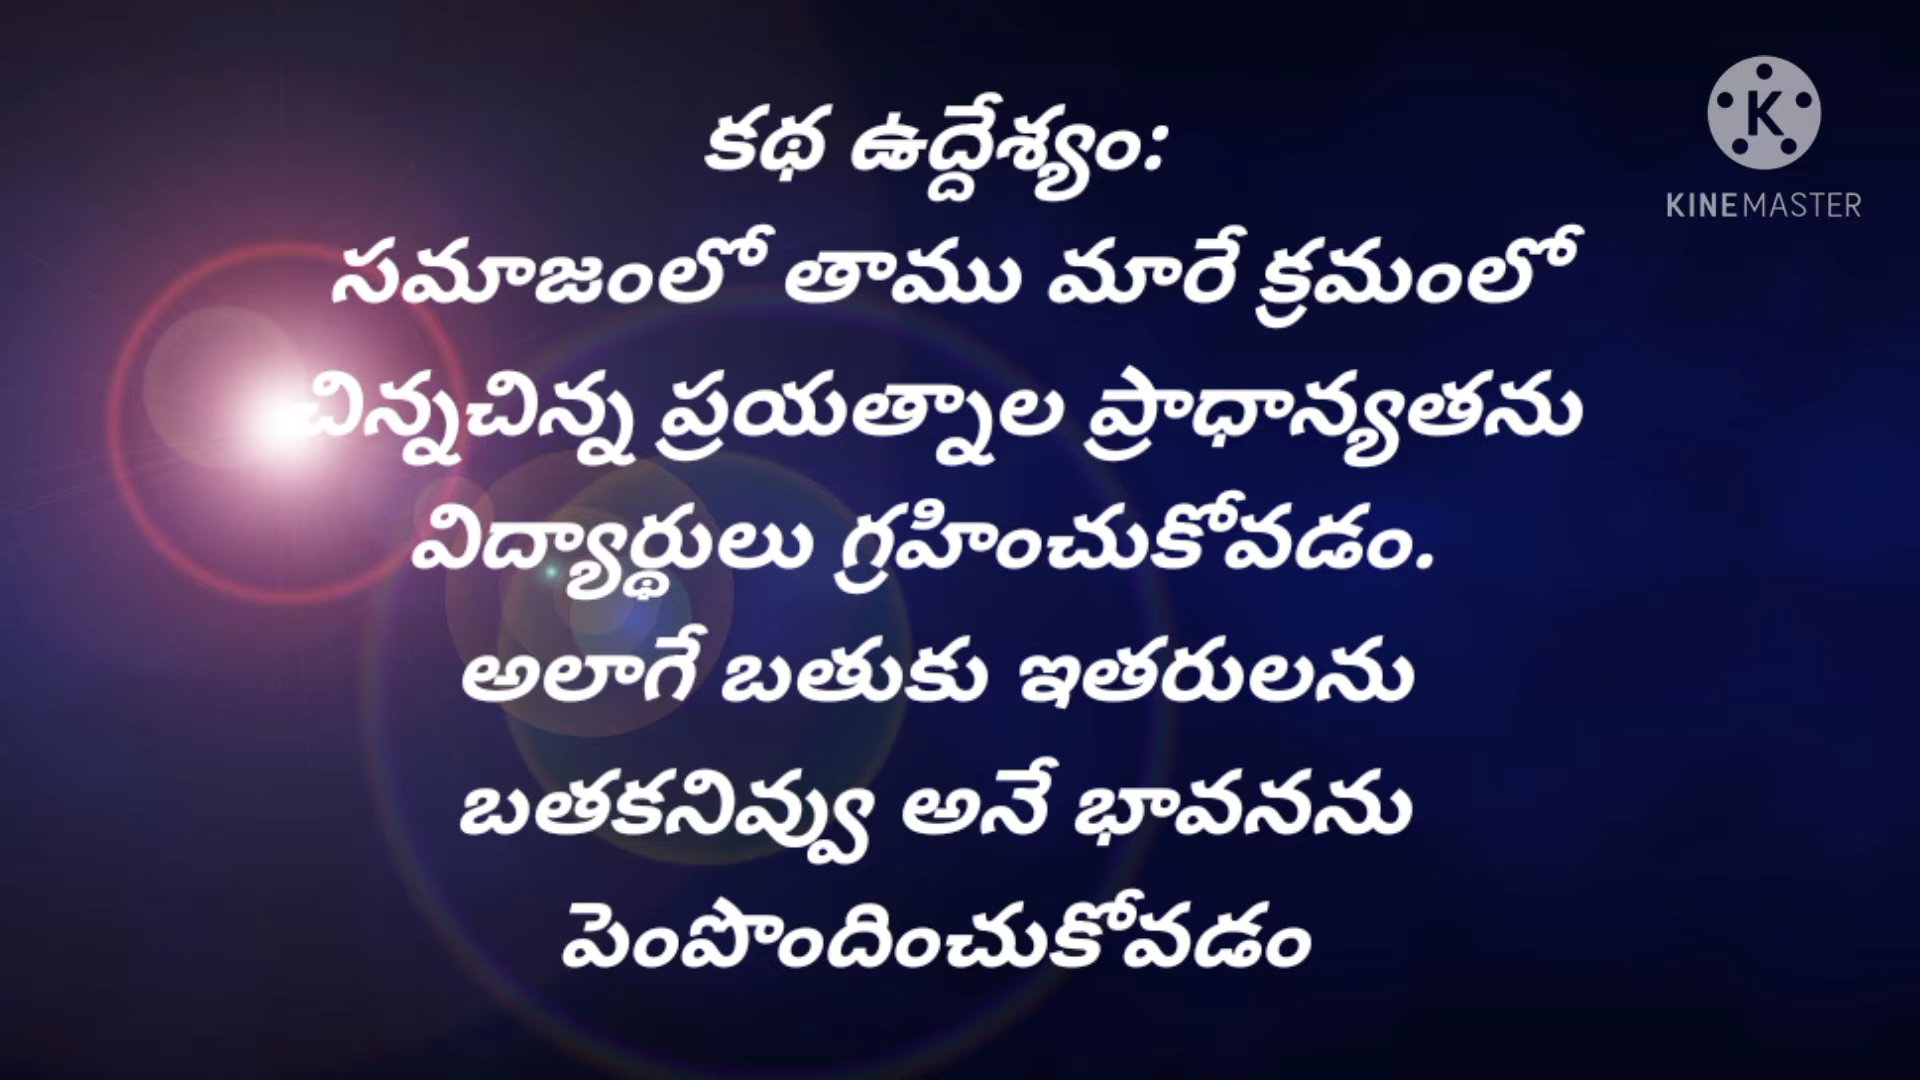 కథ ఉద్దేశ్యం:
సమాజంలో తాము మారే క్రమంలో
చిన్నచిన్న ప్రయత్నాల ప్రాధాన్యతను
విద్యార్థులు గ్రహించుకోవడం.
అలాగే బతుకు ఇతరులను
బతకనివ్వు అనే భావనను
పెంపొందించుకోవడం
K
KINEMASTER